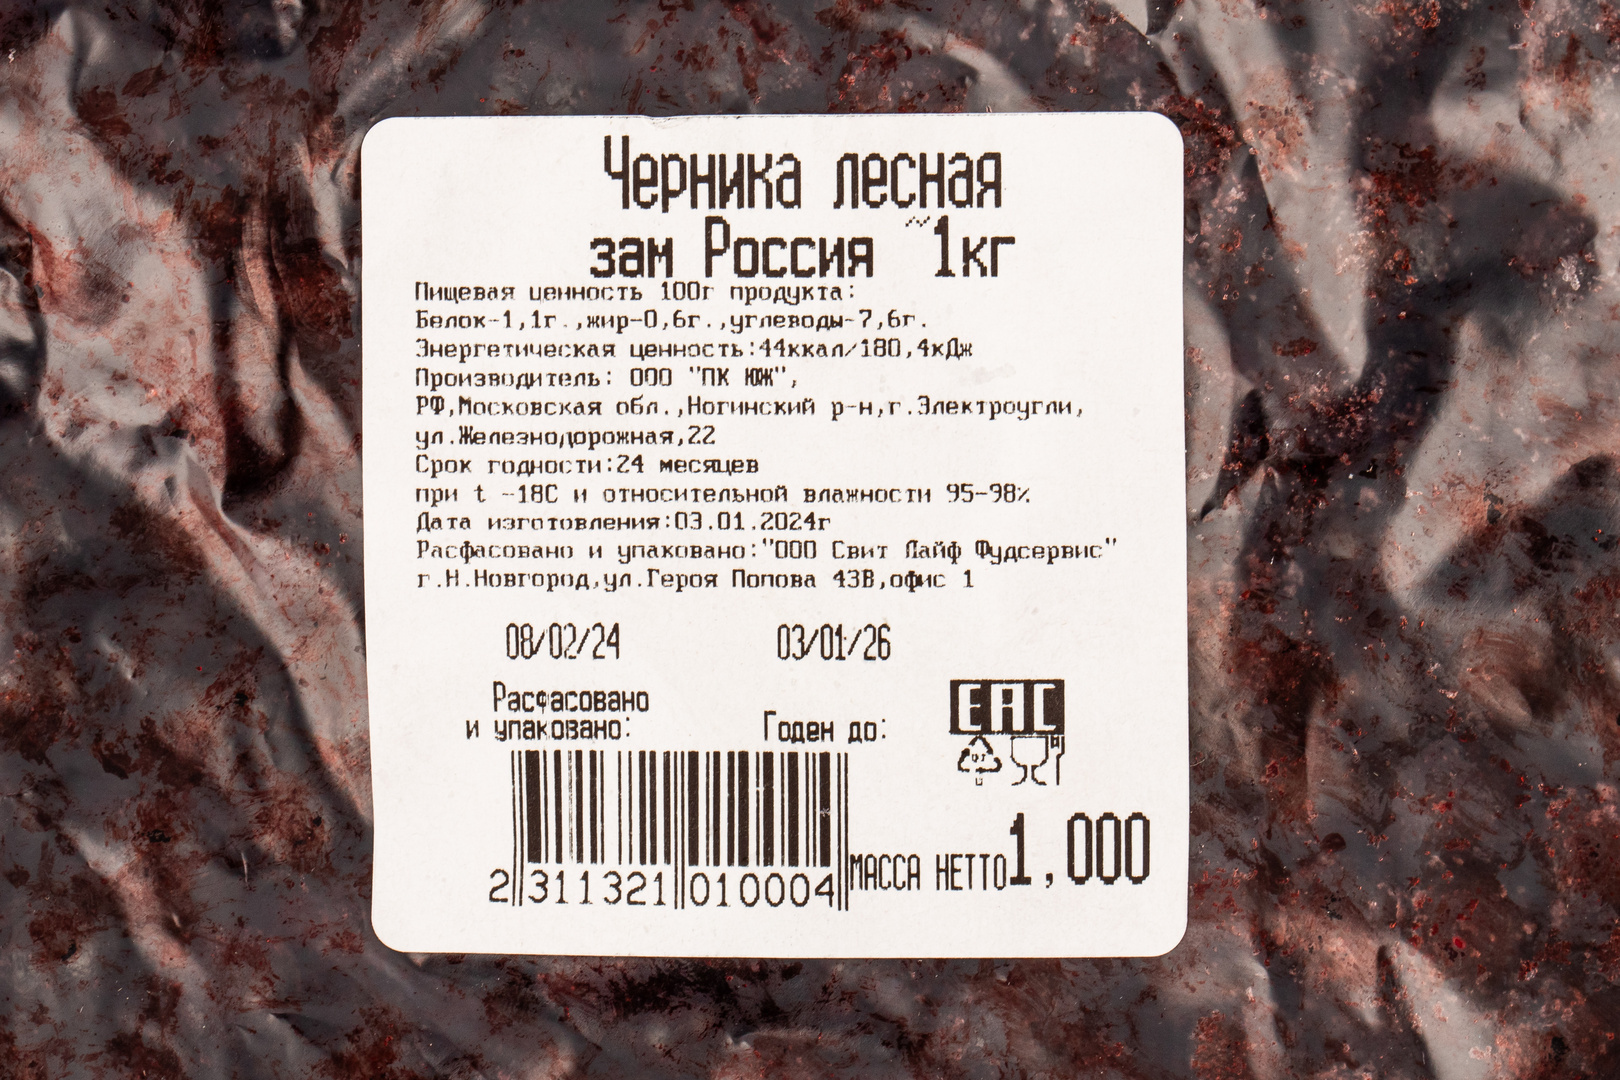 Черника лесная
зам Россия ~1кг
Пищевая ценность 100г продукта:
Белок-1,1г.,жир-0,6г.,углеводы-7,6г.
Энергетическая ценность:44ккал/180,4кДж
Производитель: ООО "ПК ЮЖ",
РФ,Московская обл.,Ногинский р-н,г.Электроугли,
ул.Железнодорожная,22
Срок годности:24 месяцев
при t -18С и относительной влажности 95-98%
Дата изготовления:03.01.2024г
Расфасовано и упаковано:"ООО Свит Лайф Фудсервис"
г.Н.Новгород,ул.Героя Попова 43В,офис 1
08/02/24 03/01/26
Расфасовано
и упаковано: Годен до:
EAC
2 311321 010004
МАССА НЕТТО 1,000